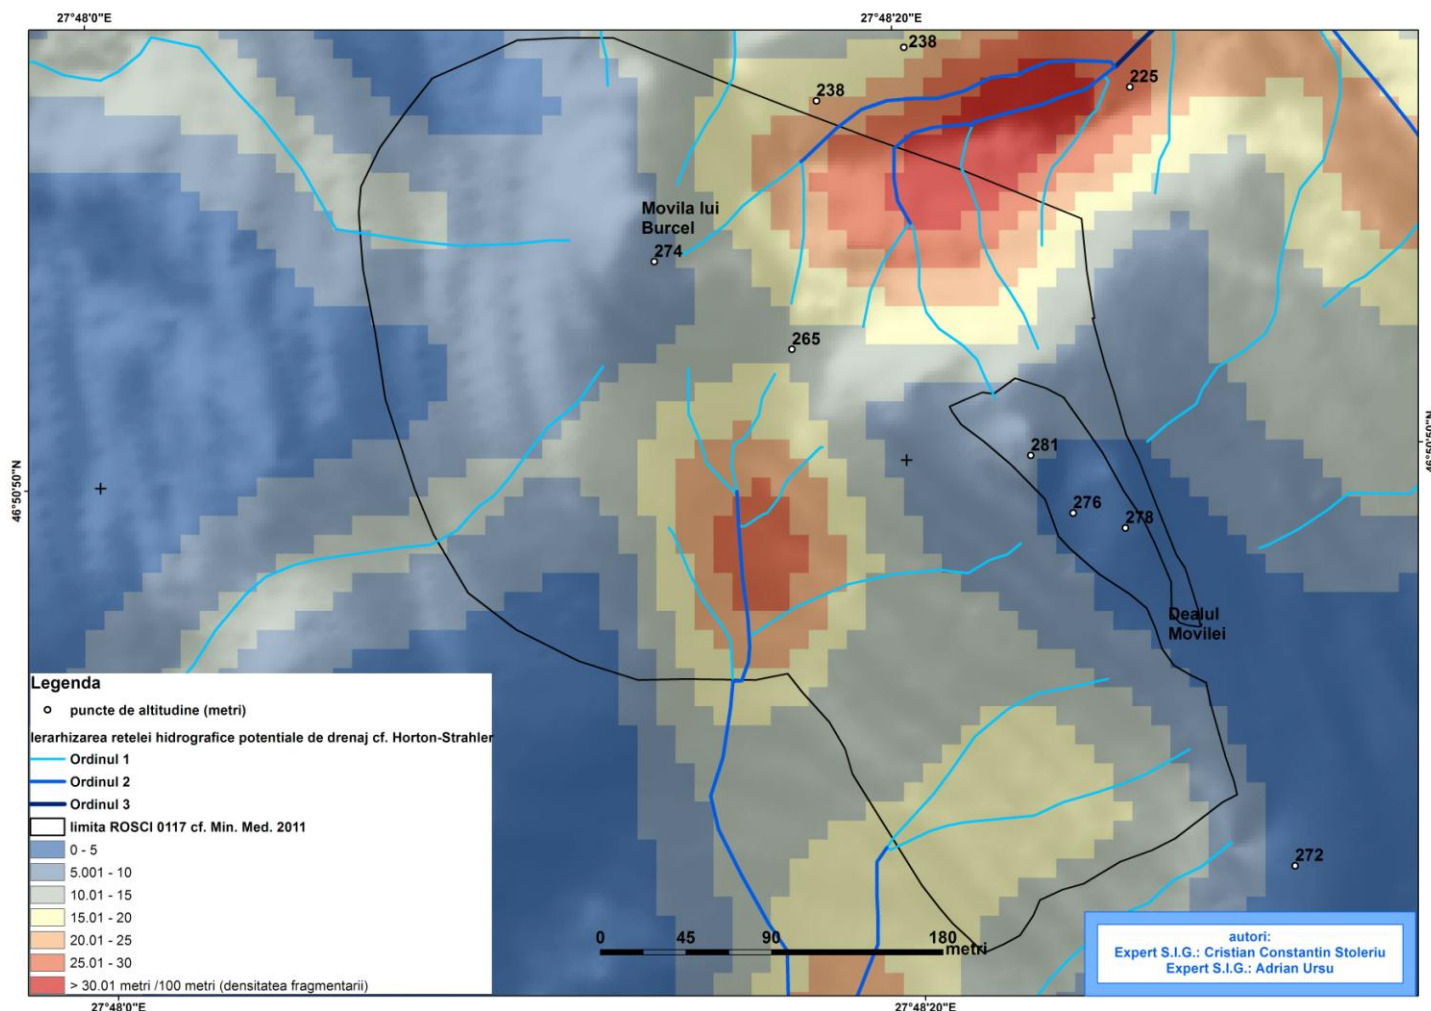 27°48'0"E
27°48'20"E
238
238
225
Movila lui
Burcel
274
265
281
276
278
Dealul
Movilei
272
46°50'50"N
46°50'50"N
Legenda
puncte de altitudine (metri)
Ierarhizarea retelei hidrografice potentiale de drenaj cf. Horton-Strahler
Ordinul 1
Ordinul 2
Ordinul 3
limita ROSCI 0117 cf. Min. Med. 2011
0 - 5
5.001 - 10
10.01 - 15
15.01 - 20
20.01 - 25
25.01 - 30
> 30.01 metri /100 metri (densitatea fragmentarii)
0 45 90 180
metri
autori:
Expert S.I.G.: Cristian Constantin Stoleriu
Expert S.I.G.: Adrian Ursu
27°48'0"E
27°48'20"E